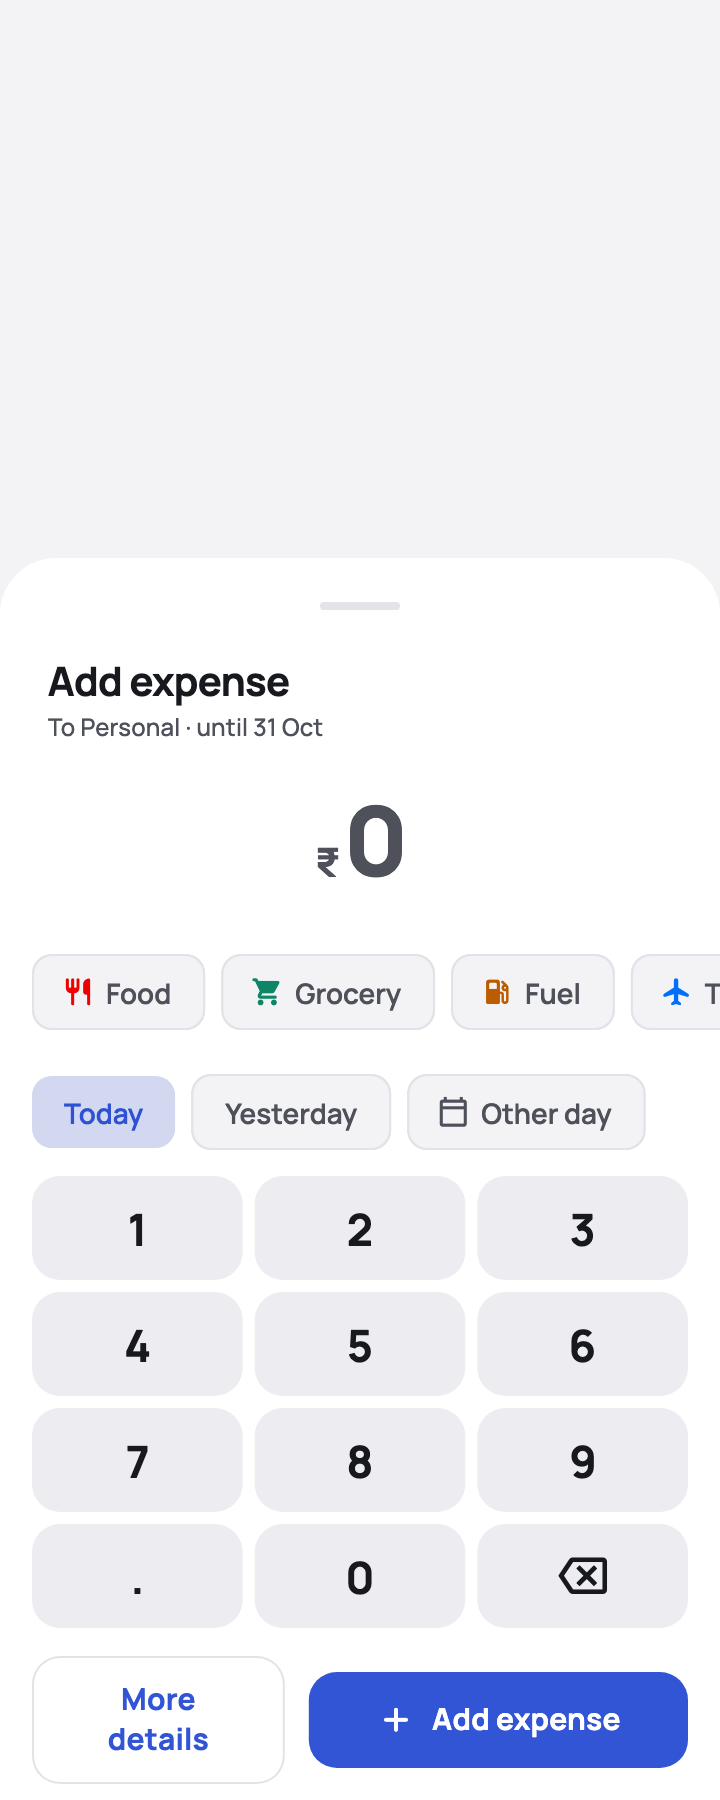 Add expense
To Personal · until 31 Oct
₹0
Food Grocery Fuel
Today Yesterday Other day
1 2 3
4 5 6
7 8 9
. 0
More
details
Add expense